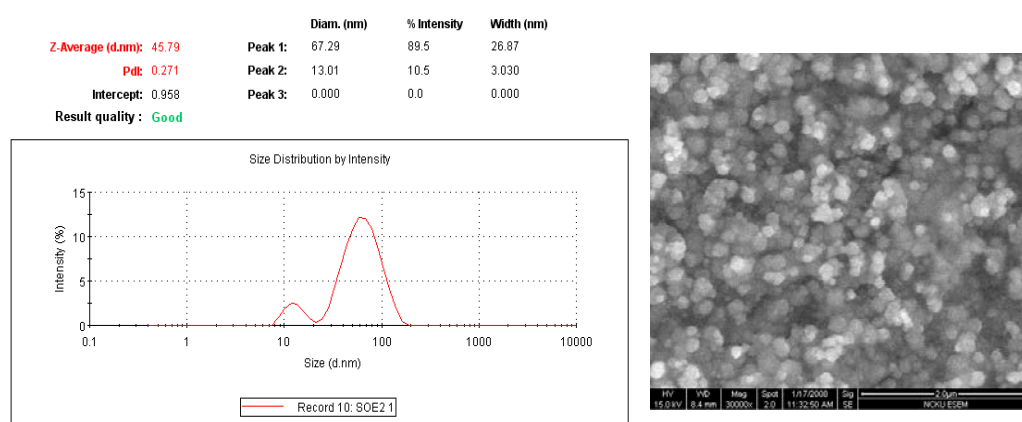 Diam. (nm) % Intensity Width (nm)
Z-Average (d.nm): 45.79 Peak 1: 67.29 89.5 26.87
PdI: 0.271 Peak 2: 13.01 10.5 3.030
Intercept: 0.958 Peak 3: 0.000 0.0 0.000
Result quality : Good
Size Distribution by Intensity
15
10
5
0
Intensity (%)
0.1 1 10 100 1000 10000
Size (d.nm)
Record 10: SOE2 1
HV WD Mag Spot 1/17/2008 Sig 2.0µm
15.0 kV 8.4 mm 30000x 2.0 11:32:50 AM SE NCKU ESEM